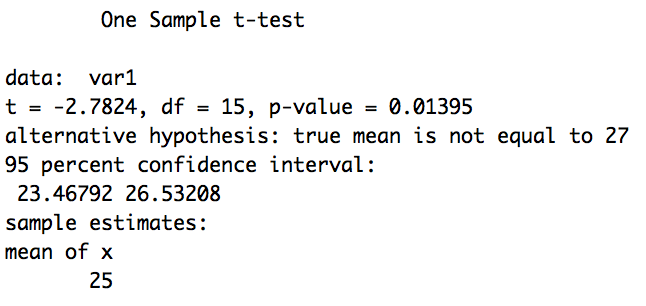 One Sample t-test
data: var1
t = -2.7824, df = 15, p-value = 0.01395
alternative hypothesis: true mean is not equal to 27
95 percent confidence interval:
23.46792 26.53208
sample estimates:
mean of x
25